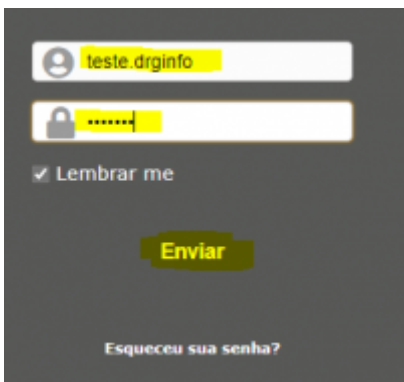 teste.drginfo
•••••••
Lembrar me
Enviar
Esqueceu sua senha?